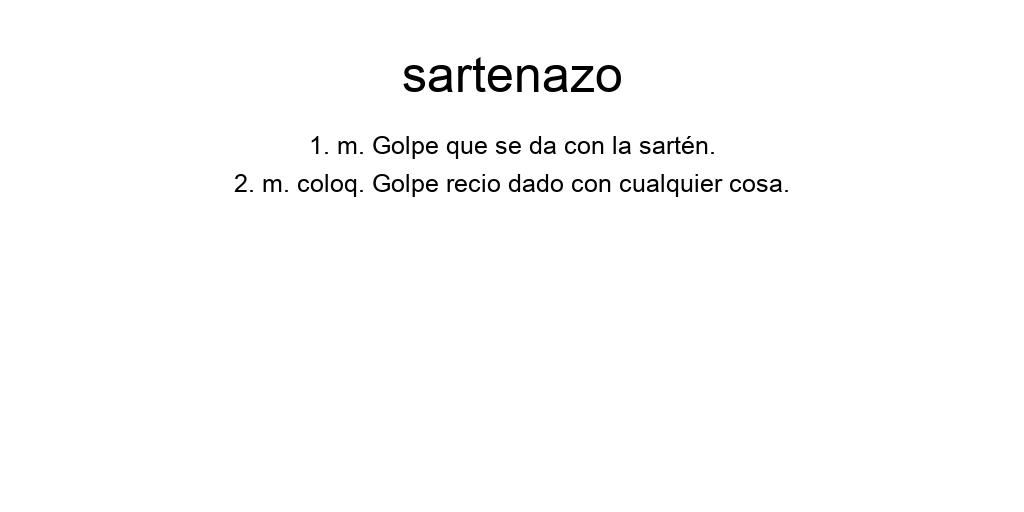 sartenazo
1. m. Golpe que se da con la sartén.
2. m. coloq. Golpe recio dado con cualquier cosa.